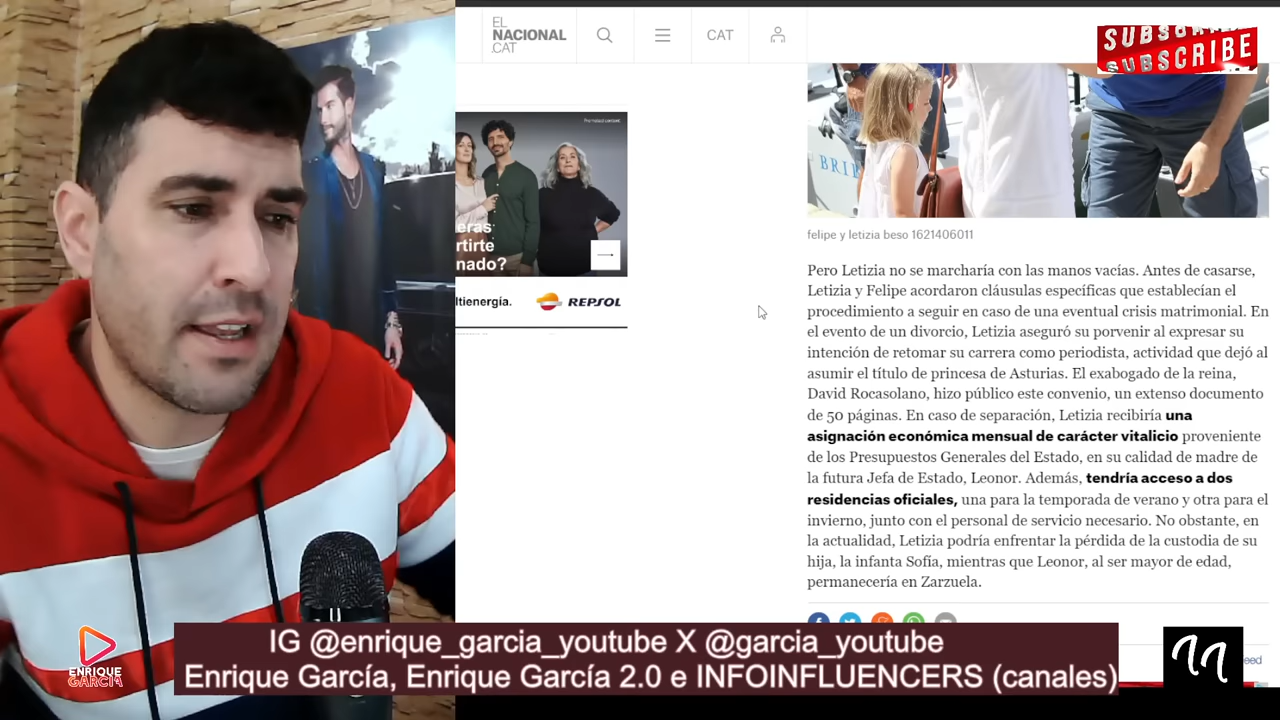 EL
NACIONAL
.CAT
CAT
SUBSCRIBE
SUBSCRIBE
BRI
eras
rtirte
nado?
ltienergía.
REPSOL
felipe y letizia beso 1621406011
Pero Letizia no se marcharía con las manos vacías. Antes de casarse,
Letizia y Felipe acordaron cláusulas específicas que establecían el
procedimiento a seguir en caso de una eventual crisis matrimonial. En
el evento de un divorcio, Letizia aseguró su porvenir al expresar su
intención de retomar su carrera como periodista, actividad que dejó al
asumir el título de princesa de Asturias. El exabogado de la reina,
David Rocasolano, hizo público este convenio, un extenso documento
de 50 páginas. En caso de separación, Letizia recibiría una
asignación económica mensual de carácter vitalicio proveniente
de los Presupuestos Generales del Estado, en su calidad de madre de
la futura Jefa de Estado, Leonor. Además, tendría acceso a dos
residencias oficiales, una para la temporada de verano y otra para el
invierno, junto con el personal de servicio necesario. No obstante, en
la actualidad, Letizia podría enfrentar la pérdida de la custodia de su
hija, la infanta Sofía, mientras que Leonor, al ser mayor de edad,
permanecería en Zarzuela.
eed
ENRIQUE
GARCÍA
IG @enrique_garcia_youtube X @garcia_youtube
Enrique García, Enrique García 2.0 e INFOINFLUENCERS (canales)